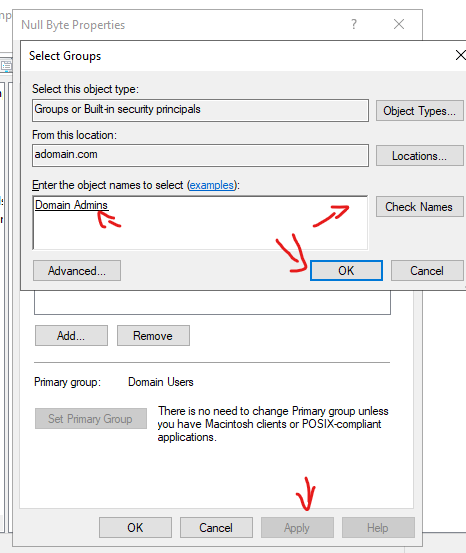 Null Byte Properties
Select Groups
Select this object type:
Groups or Built-in security principals
Object Types...
From this location:
adomain.com
Locations...
Enter the object names to select (examples):
Domain Admins
Check Names
Advanced...
OK
Cancel
Add...
Remove
Primary group:
Domain Users
Set Primary Group
There is no need to change Primary group unless
you have Macintosh clients or POSIX-compliant
applications.
OK
Cancel
Apply
Help